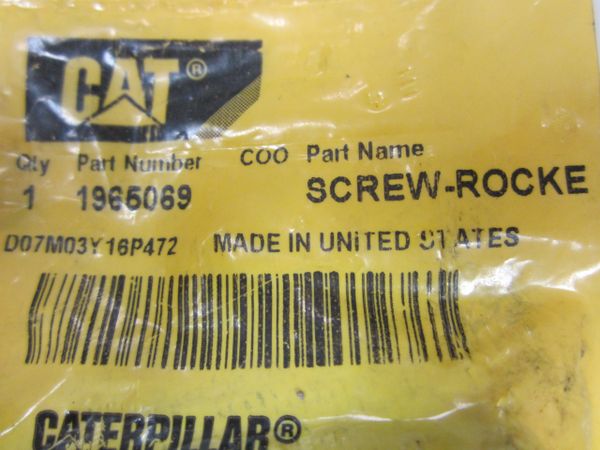 CAT®
Qty Part Number COO Part Name
1 1965069 SCREW-ROCKE
D07M03Y16P472 MADE IN UNITED STATES
CATERPILLAR®